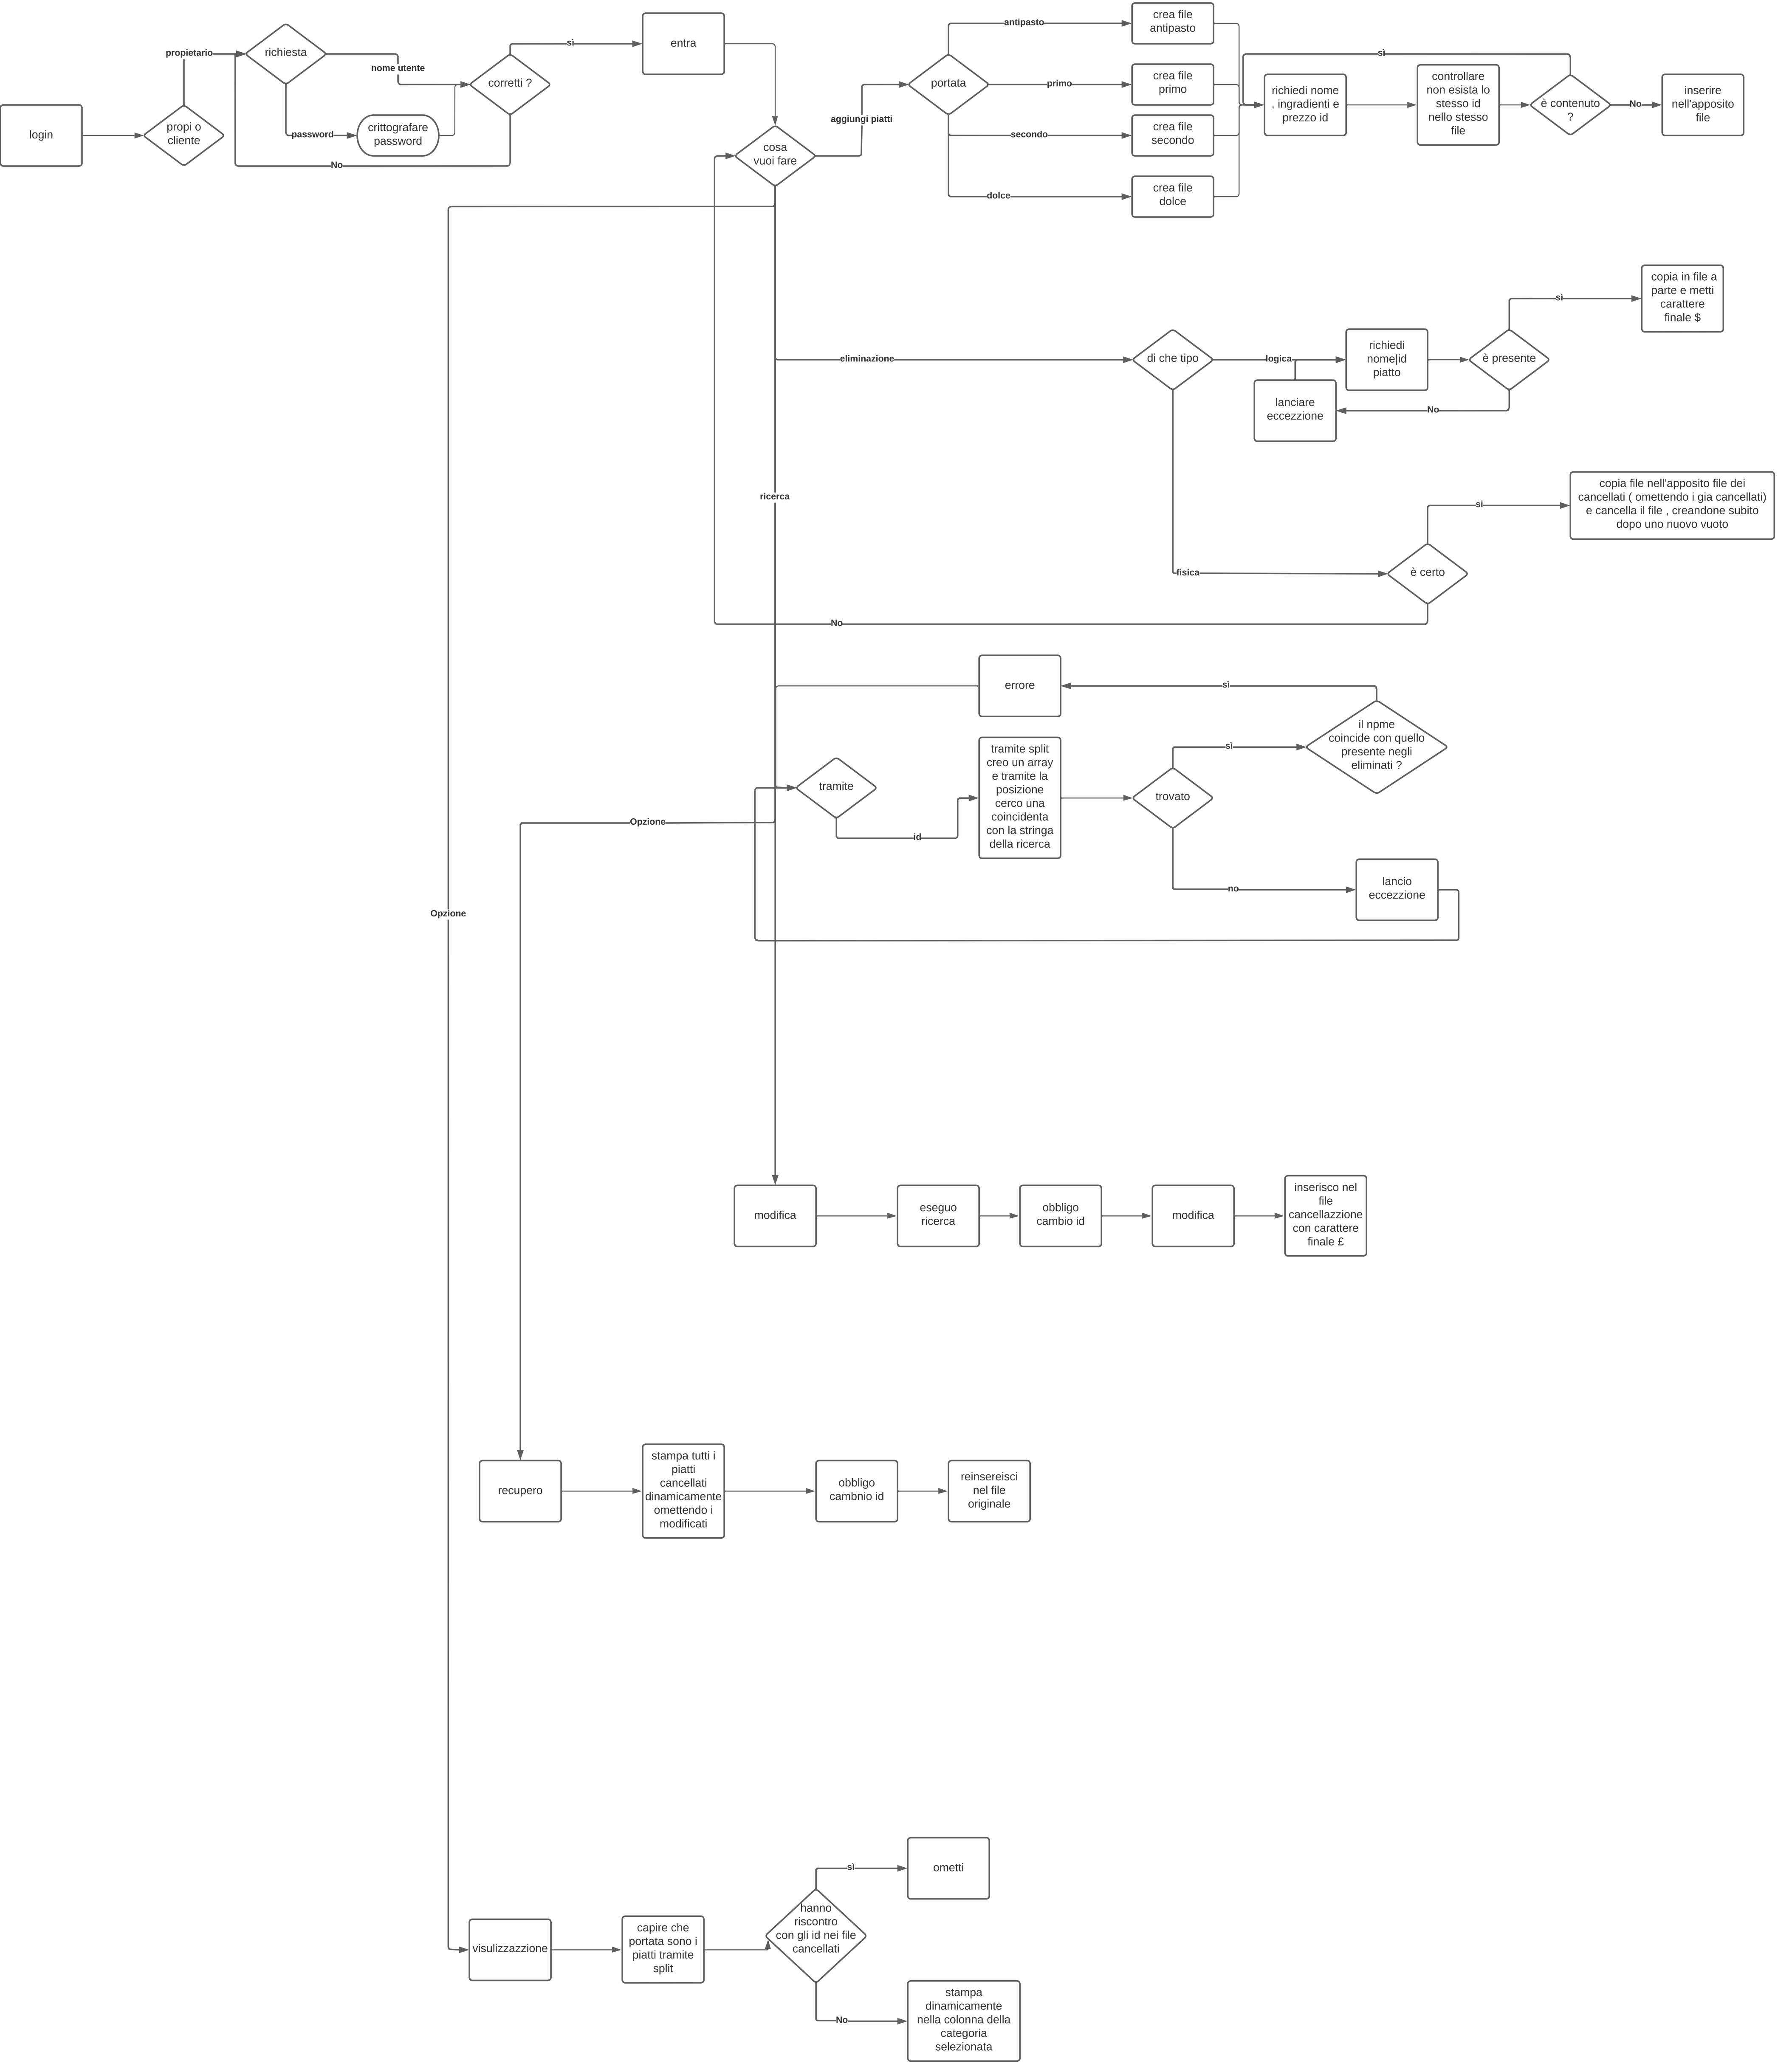 login
propi o
cliente
propietario
richiesta
nome utente
password
crittografare
password
corretti ?
No
sì
entra
cosa
vuoi fare
aggiungi piatti
portata
antipasto
crea file
antipasto
primo
crea file
primo
secondo
crea file
secondo
dolce
crea file
dolce
richiedi nome
, ingredienti e
prezzo id
controllare
non esista lo
stesso id
nello stesso
file
sì
è contenuto
?
No
inserire
nell'apposito
file
eliminazione
di che tipo
logica
richiedi
nome|id
piatto
è presente
sì
copia in file a
parte e metti
carattere
finale $
No
lanciare
eccezzione
fisica
è certo
si
copia file nell'apposito file dei
cancellati ( omettendo i gia cancellati)
e cancella il file , creandone subito
dopo uno nuovo vuoto
No
ricerca
errore
sì
il npme
coincide con quello
presente negli
eliminati ?
tramite
id
tramite split
creo un array
e tramite la
posizione
cerco una
coincidenta
con la stringa
della ricerca
trovato
sì
no
lancio
eccezzione
Opzione
Opzione
modifica
eseguo
ricerca
obbligo
cambio id
modifica
inserisco nel
file
cancellazzione
con carattere
finale £
recupero
stampa tutti i
piatti
cancellati
dinamicamente
omettendo i
modificati
obbligo
cambnio id
reinsereisci
nel file
originale
visulizzazzione
capire che
portata sono i
piatti tramite
split
hanno
riscontro
con gli id nei file
cancellati
sì
ometti
No
stampa
dinamicamente
nella colonna della
categoria
selezionata